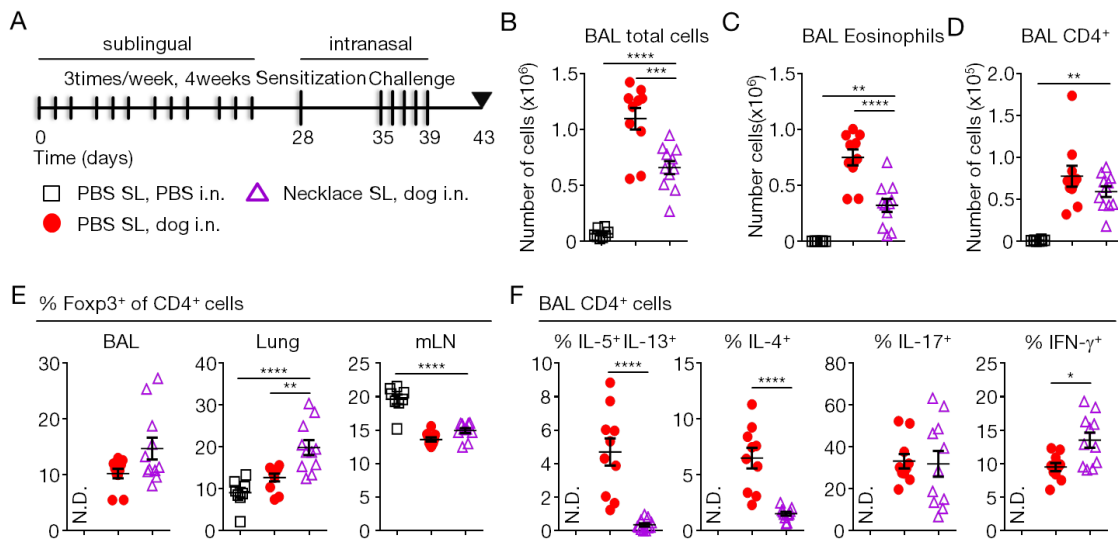 A
sublingual
intranasal
3times/week, 4weeks
Sensitization
Challenge
0
28
35
39
43
Time (days)
PBS SL, PBS i.n.
Necklace SL, dog i.n.
PBS SL, dog i.n.
B
BAL total cells
Number of cells (x10⁶)
1.5
1.0
0.5
0
****
***
C
BAL Eosinophils
Number cells(x10⁶)
1.5
1.0
0.5
0
**
****
D
BAL CD4⁺
Number of cells (x10⁵)
2.0
1.5
1.0
0.5
0
**
E
% Foxp3⁺ of CD4⁺ cells
BAL
30
20
10
0
N.D.
Lung
40
30
20
10
0
****
**
mLN
25
20
15
10
5
0
****
F
BAL CD4⁺ cells
% IL-5⁺ IL-13⁺
10
8
6
4
2
0
N.D.
****
% IL-4⁺
15
10
5
0
N.D.
****
% IL-17⁺
80
60
40
20
0
N.D.
% IFN-γ⁺
25
20
15
10
5
0
N.D.
*